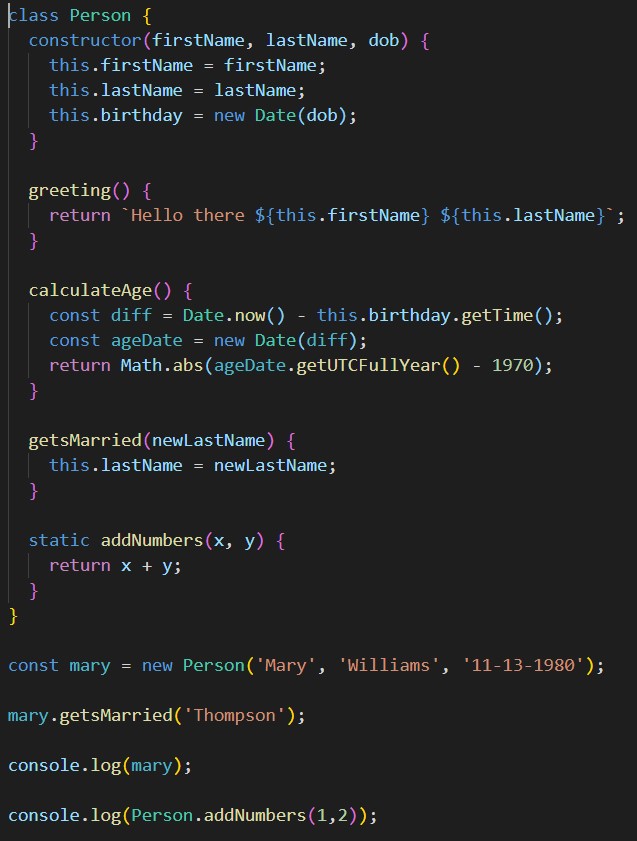 class Person {
  constructor(firstName, lastName, dob) {
    this.firstName = firstName;
    this.lastName = lastName;
    this.birthday = new Date(dob);
  }

  greeting() {
    return `Hello there ${this.firstName} ${this.lastName}`;
  }

  calculateAge() {
    const diff = Date.now() - this.birthday.getTime();
    const ageDate = new Date(diff);
    return Math.abs(ageDate.getUTCFullYear() - 1970);
  }

  getsMarried(newLastName) {
    this.lastName = newLastName;
  }

  static addNumbers(x, y) {
    return x + y;
  }
}

const mary = new Person('Mary', 'Williams', '11-13-1980');

mary.getsMarried('Thompson');

console.log(mary);

console.log(Person.addNumbers(1,2));